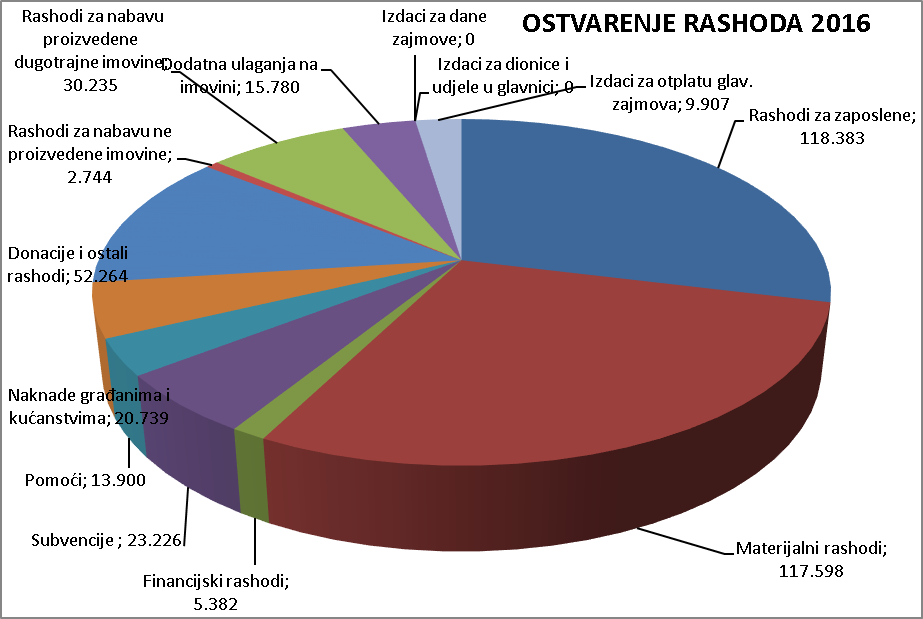 OSTVARENJE RASHODA 2016
Rashodi za nabavu
proizvedene
dugotrajne imovine;
30.235
Dodatna ulaganja na
imovini; 15.780
Izdaci za dane
zajmove; 0
Izdaci za dionice i
udjele u glavnici; 0
Izdaci za otplatu glav.
zajmova; 9.907
Rashodi za zaposlene;
118.383
Rashodi za nabavu ne
proizvedene imovine;
2.744
Donacije i ostali
rashodi; 52.264
Naknade građanima i
kućanstvima; 20.739
Pomoći; 13.900
Subvencije ; 23.226
Financijski rashodi;
5.382
Materijalni rashodi;
117.598